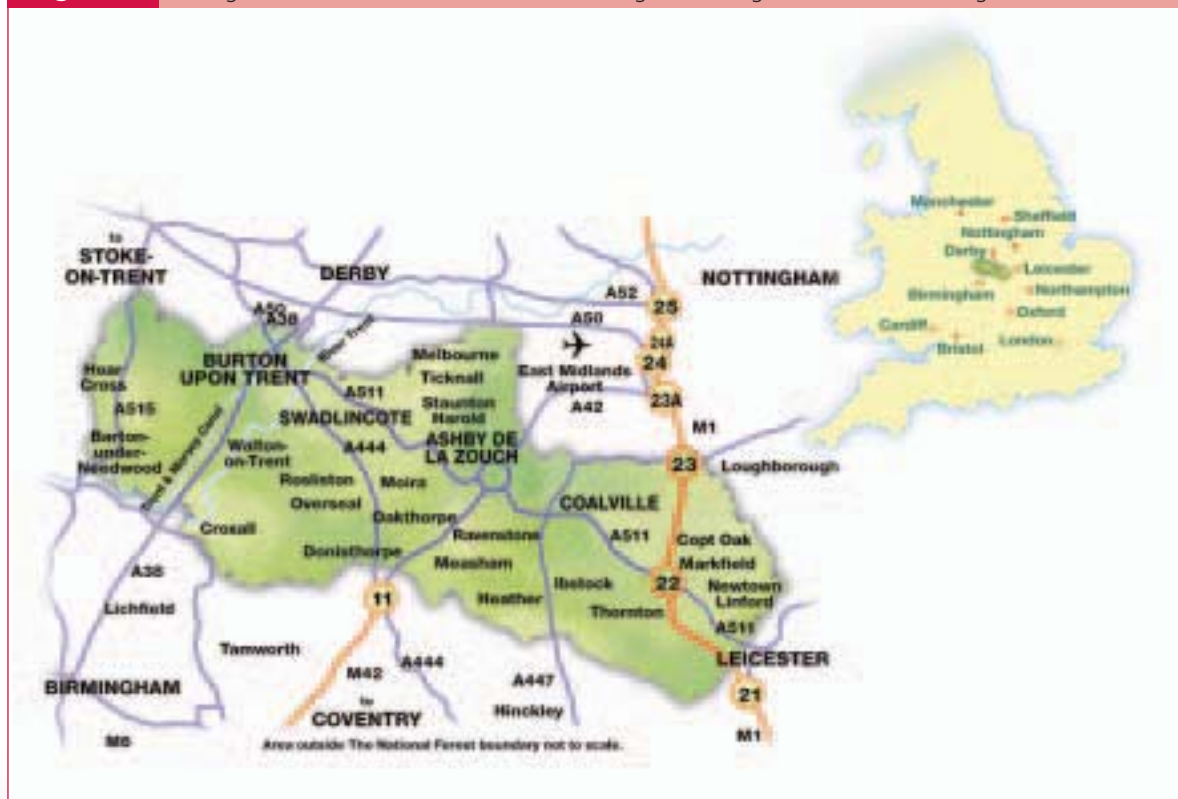 to
STOKE-
ON-TRENT
DERBY
NOTTINGHAM
A52
25
A50
A38
A50
24A
24
River Trent
BURTON
UPON TRENT
Melbourne
Ticknall
East Midlands
Airport
Hoar
Cross
A511
Staunton
Harold
A42
23A
A515
SWADLINCOTE
M1
ASHBY DE
LA ZOUCH
Barton-
under-
Needwood
Trent & Mersey Canal
Walton-
on-Trent
A444
23
Loughborough
Rosliston
Moira
Overseal
COALVILLE
Oakthorpe
Croxall
Ravenstone
A511
Copt Oak
Donisthorpe
Measham
Markfield
A38
Ibstock
22
Newtown
Linford
11
Heather
Thornton
Lichfield
A511
Tamworth
LEICESTER
M42
A444
A447
BIRMINGHAM
21
to
COVENTRY
Hinckley
M6
Area outside The National Forest boundary not to scale.
M1
Manchester
Sheffield
Nottingham
Derby
Leicester
Birmingham
Northampton
Oxford
Cardiff
Bristol
London